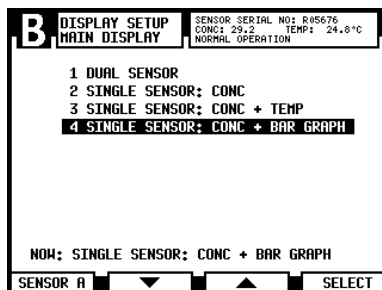 B
DISPLAY SETUP
MAIN DISPLAY
SENSOR SERIAL NO: R05676
CONC: 29.2 TEMP: 24.8°C
NORMAL OPERATION
1 DUAL SENSOR
2 SINGLE SENSOR: CONC
3 SINGLE SENSOR: CONC + TEMP
4 SINGLE SENSOR: CONC + BAR GRAPH
NOW: SINGLE SENSOR: CONC + BAR GRAPH
SENSOR A
SELECT